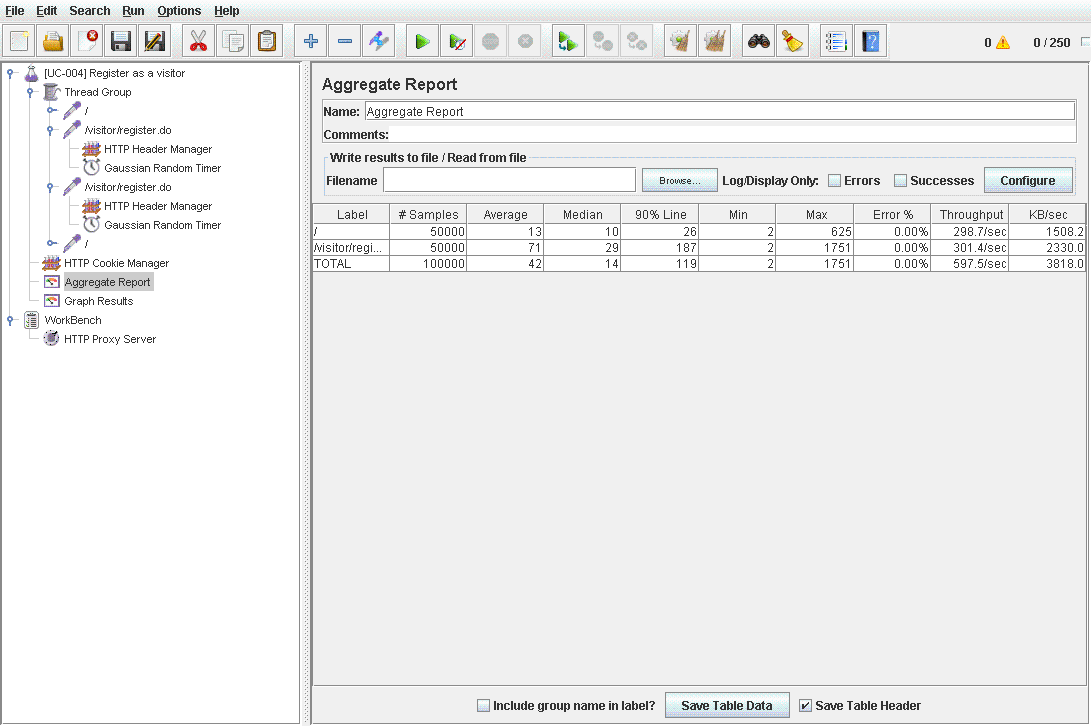 File Edit Search Run Options Help
0 0 / 250
[UC-004] Register as a visitor
Thread Group
/
/visitor/register.do
HTTP Header Manager
Gaussian Random Timer
/visitor/register.do
HTTP Header Manager
Gaussian Random Timer
/
HTTP Cookie Manager
Aggregate Report
Graph Results
WorkBench
HTTP Proxy Server
Aggregate Report
Name: Aggregate Report
Comments:
Write results to file / Read from file
Filename Browse... Log/Display Only: Errors Successes Configure
Label # Samples Average Median 90% Line Min Max Error % Throughput KB/sec
/ 50000 13 10 26 2 625 0.00% 298.7/sec 1508.2
/visitor/regi... 50000 71 29 187 2 1751 0.00% 301.4/sec 2330.0
TOTAL 100000 42 14 119 2 1751 0.00% 597.5/sec 3818.0
Include group name in label? Save Table Data Save Table Header